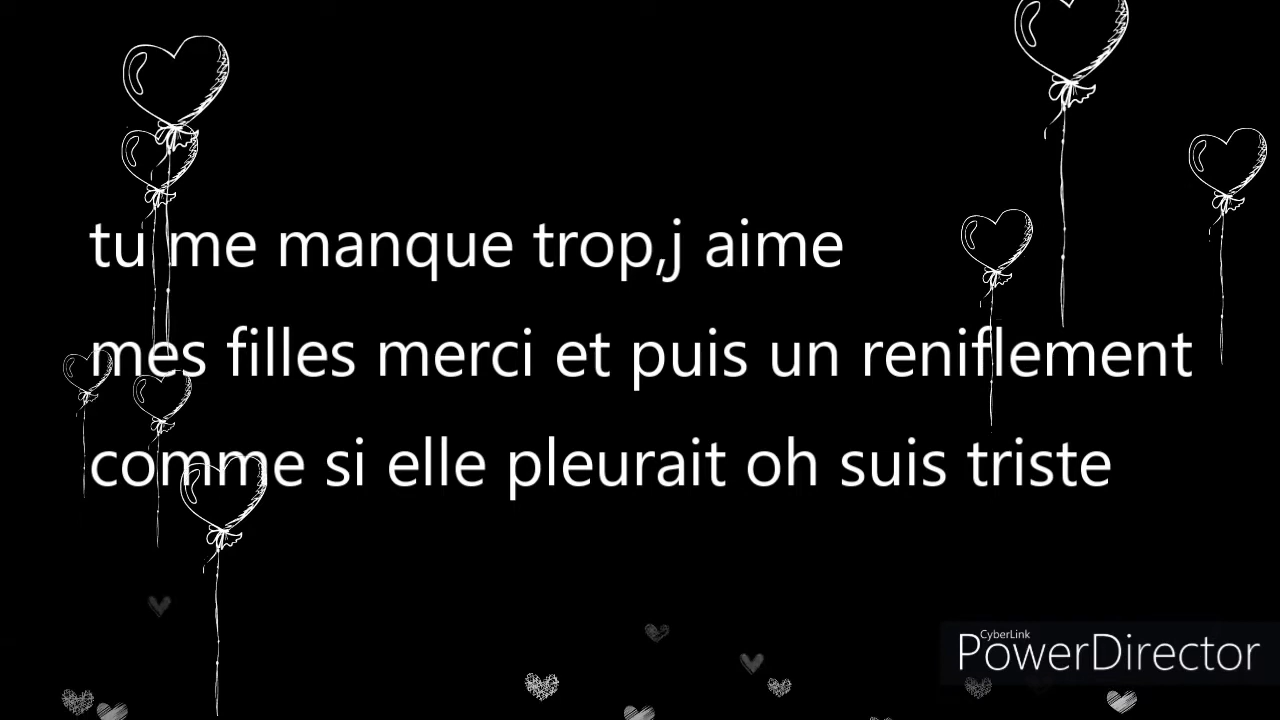 tu me manque trop,j aime
mes filles merci et puis un reniflement
comme si elle pleurait oh suis triste
CyberLink
PowerDirector